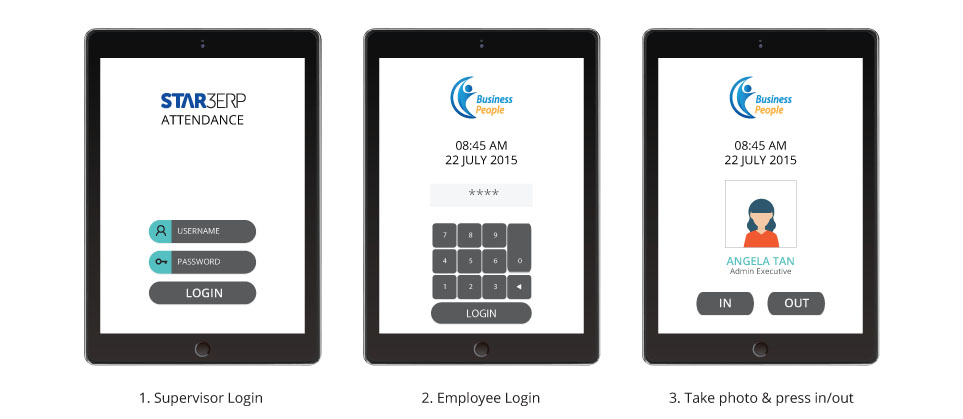 STAR3ERP
ATTENDANCE
USERNAME
PASSWORD
LOGIN
1. Supervisor Login
Business
People
08:45 AM
22 JULY 2015
****
7 8 9
4 5 6 0
1 2 3
LOGIN
2. Employee Login
Business
People
08:45 AM
22 JULY 2015
ANGELA TAN
Admin Executive
IN OUT
3. Take photo & press in/out